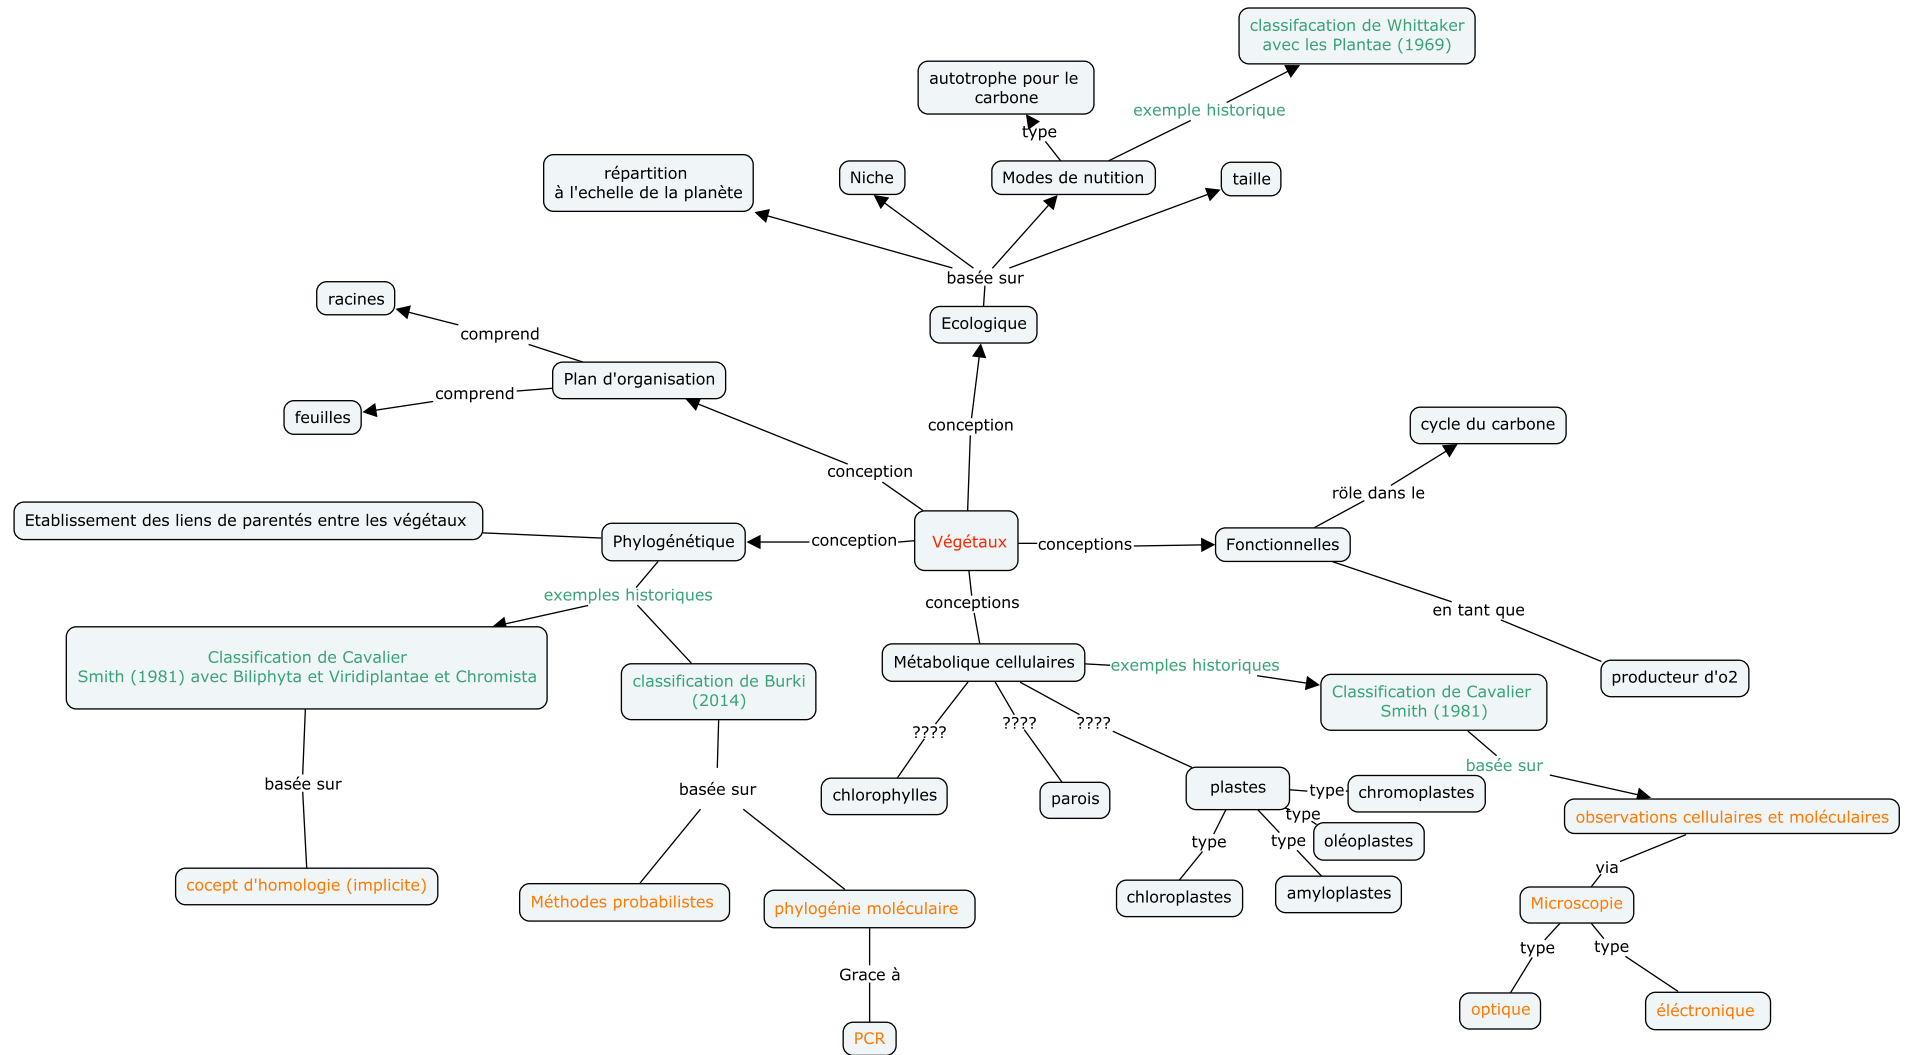 classifacation de Whittaker
avec les Plantae (1969)
autotrophe pour le
carbone
exemple historique
type
répartition
à l'echelle de la planète
Niche
Modes de nutition
taille
basée sur
racines
comprend
Ecologique
Plan d'organisation
comprend
feuilles
conception
cycle du carbone
conception
röle dans le
Etablissement des liens de parentés entre les végétaux
Phylogénétique
conception
Végétaux
conceptions
Fonctionnelles
exemples historiques
conceptions
en tant que
Classification de Cavalier
Smith (1981) avec Biliphyta et Viridiplantae et Chromista
classification de Burki
(2014)
Métabolique cellulaires
exemples historiques
Classification de Cavalier
Smith (1981)
producteur d'o2
????
????
????
basée sur
basée sur
basée sur
chlorophylles
parois
plastes
type
chromoplastes
type
oléoplastes
type
type
observations cellulaires et moléculaires
via
cocept d'homologie (implicite)
Méthodes probabilistes
phylogénie moléculaire
chloroplastes
amyloplastes
Microscopie
type
type
Grace à
optique
éléctronique
PCR